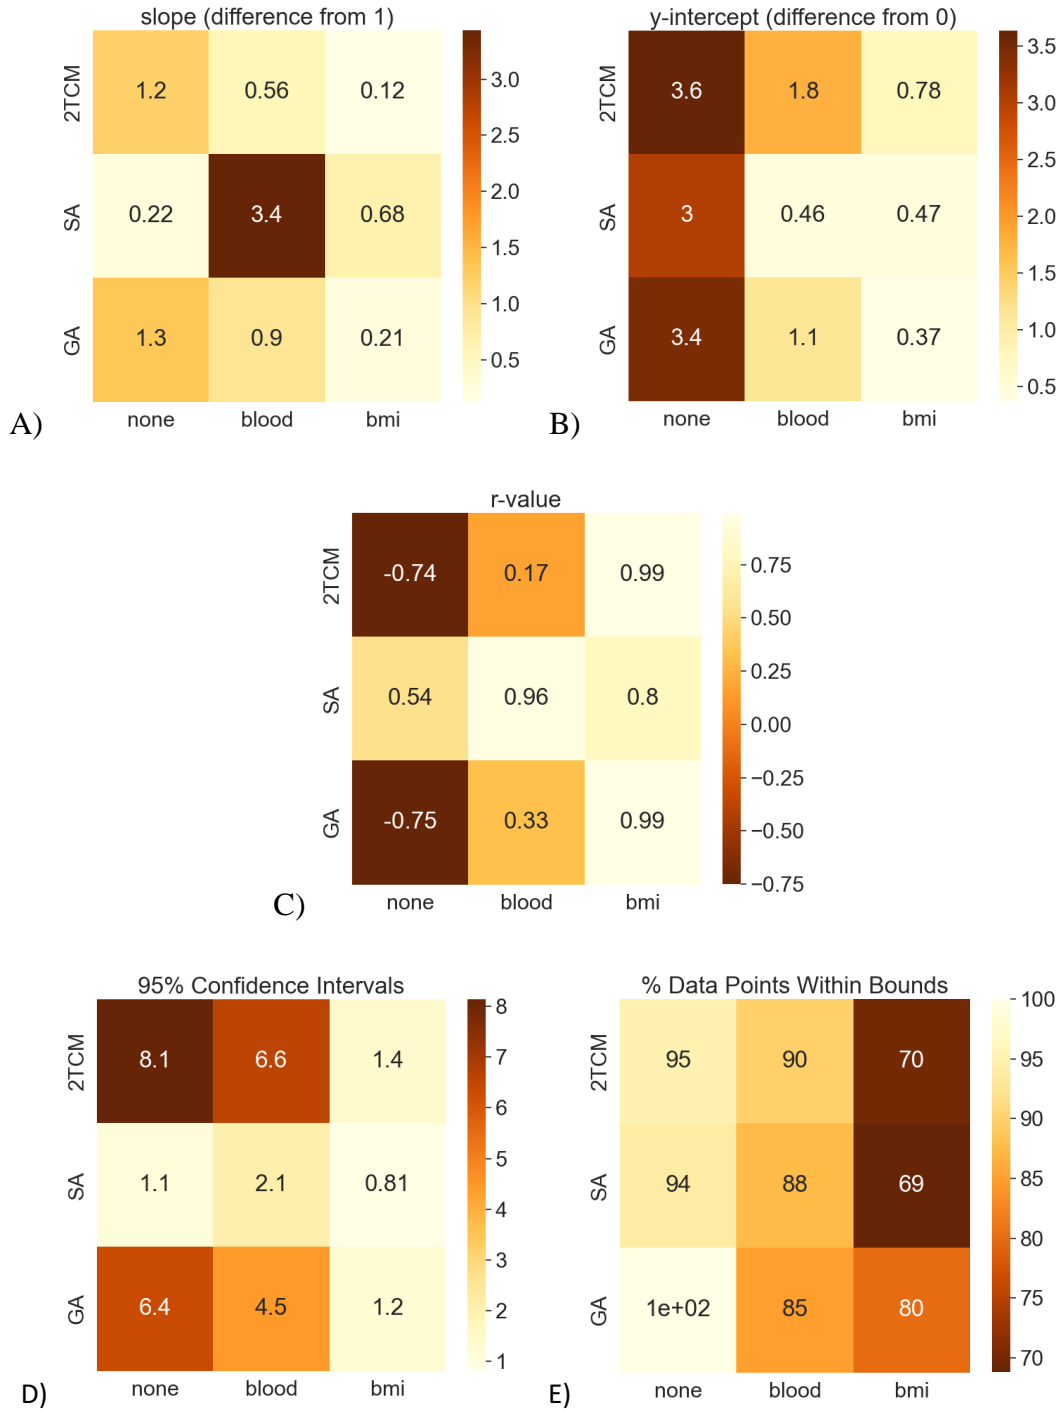 slope (difference from 1)
2TCM 1.2 0.56 0.12
SA 0.22 3.4 0.68
GA 1.3 0.9 0.21
none blood bmi
3.0
2.5
2.0
1.5
1.0
0.5
A)
y-intercept (difference from 0)
2TCM 3.6 1.8 0.78
SA 3 0.46 0.47
GA 3.4 1.1 0.37
none blood bmi
3.5
3.0
2.5
2.0
1.5
1.0
0.5
B)
r-value
2TCM -0.74 0.17 0.99
SA 0.54 0.96 0.8
GA -0.75 0.33 0.99
none blood bmi
0.75
0.50
0.25
0.00
−0.25
−0.50
−0.75
C)
95% Confidence Intervals
2TCM 8.1 6.6 1.4
SA 1.1 2.1 0.81
GA 6.4 4.5 1.2
none blood bmi
8
7
6
5
4
3
2
1
D)
% Data Points Within Bounds
2TCM 95 90 70
SA 94 88 69
GA 1e+02 85 80
none blood bmi
100
95
90
85
80
75
70
E)